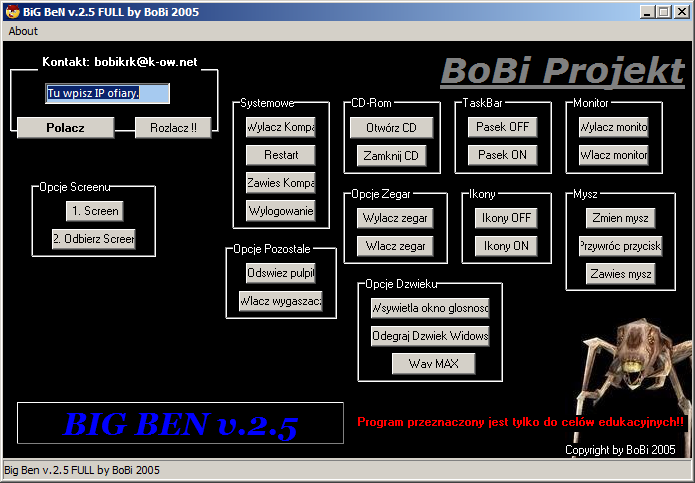 BiG BeN v.2.5 FULL by BoBi 2005
About
Kontakt: bobikrk@k-ow.net
BoBi Projekt
Tu wpisz IP ofiary.
Polacz
Rozlacz !!
Systemowe
Wylacz Kompa
Restart
Zawies Kompa
Wylogowanie
CD-Rom
Otwórz CD
Zamknij CD
TaskBar
Pasek OFF
Pasek ON
Monitor
Wylacz monitor
Wlacz monitor
Opcje Screenu
1. Screen
2. Odbierz Screen
Opcje Zegar
Wylacz zegar
Wlacz zegar
Ikony
Ikony OFF
Ikony ON
Mysz
Zmien mysz
Przywróc przycisk
Zawies mysz
Opcje Pozostale
Odswiez pulpit
Wlacz wygaszacz
Opcje Dzwieku
Wsywietla okno glosnosc
Odegraj Dzwiek Widows
Wav MAX
BIG BEN v.2.5
Program przeznaczony jest tylko do celów edukacyjnych!!
Copyright by BoBi 2005
Big Ben v.2.5 FULL by BoBi 2005